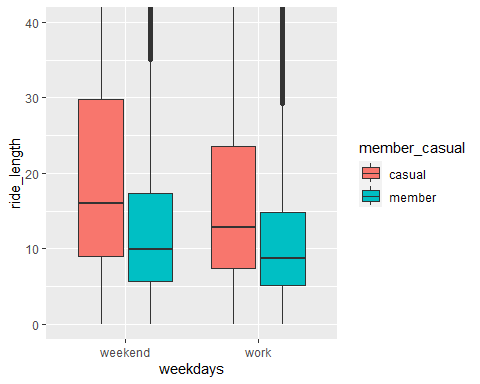 ride_length
40
30
20
10
0
weekend work
weekdays
member_casual
casual
member